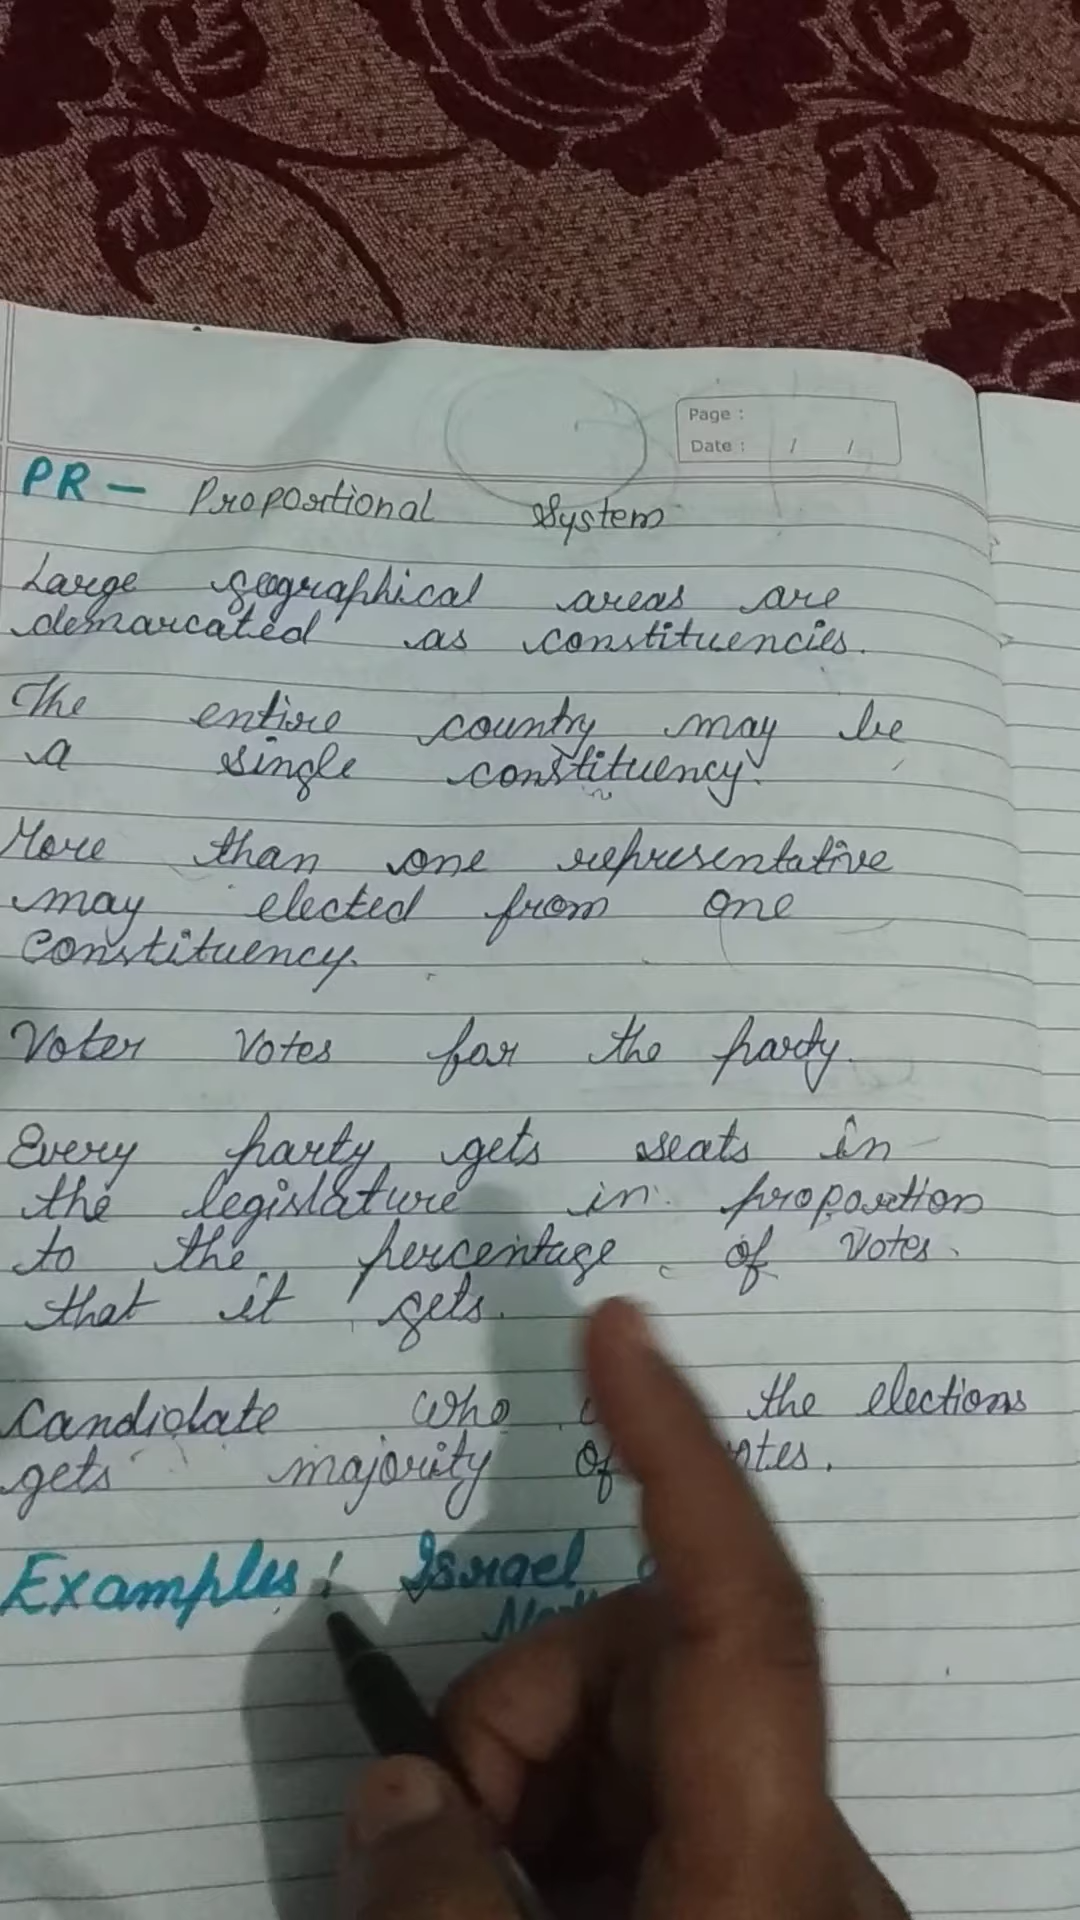 Page :
Date : / /
PR - Proportional System
Large geographical areas are
demarcated as constituencies.
The entire country may be
a single constituency.
More than one representative
may elected from one
constituency.
Voter votes for the party.
Every party gets seats in
the legislature in proportion
to the percentage of votes
that it gets.
Candidate who the elections
gets majority of
Examples: Israel